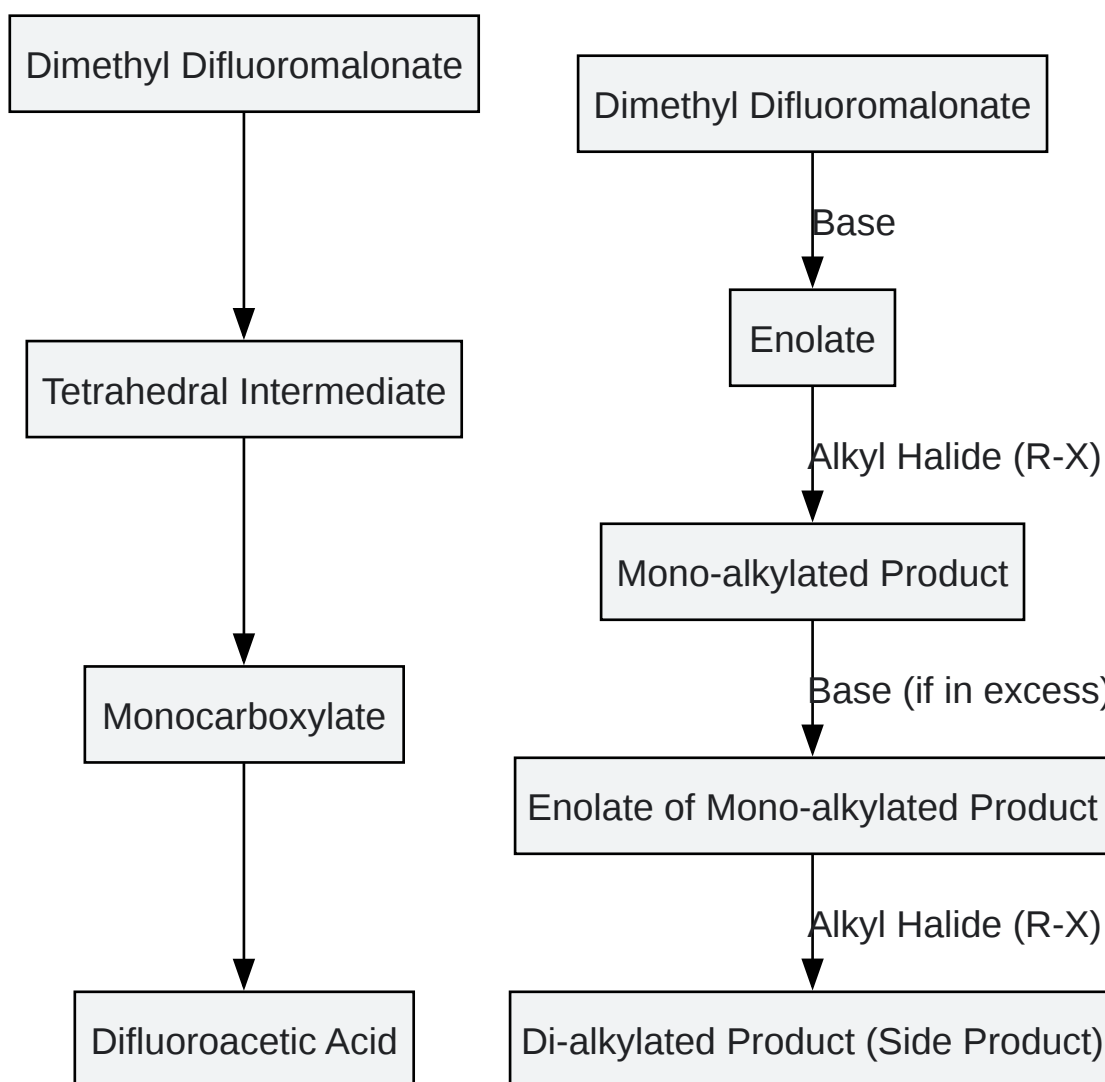 Dimethyl Difluoromalonate
Tetrahedral Intermediate
Monocarboxylate
Difluoroacetic Acid
Dimethyl Difluoromalonate
Base
Enolate
Alkyl Halide (R-X)
Mono-alkylated Product
Base (if in excess)
Enolate of Mono-alkylated Product
Alkyl Halide (R-X)
Di-alkylated Product (Side Product)